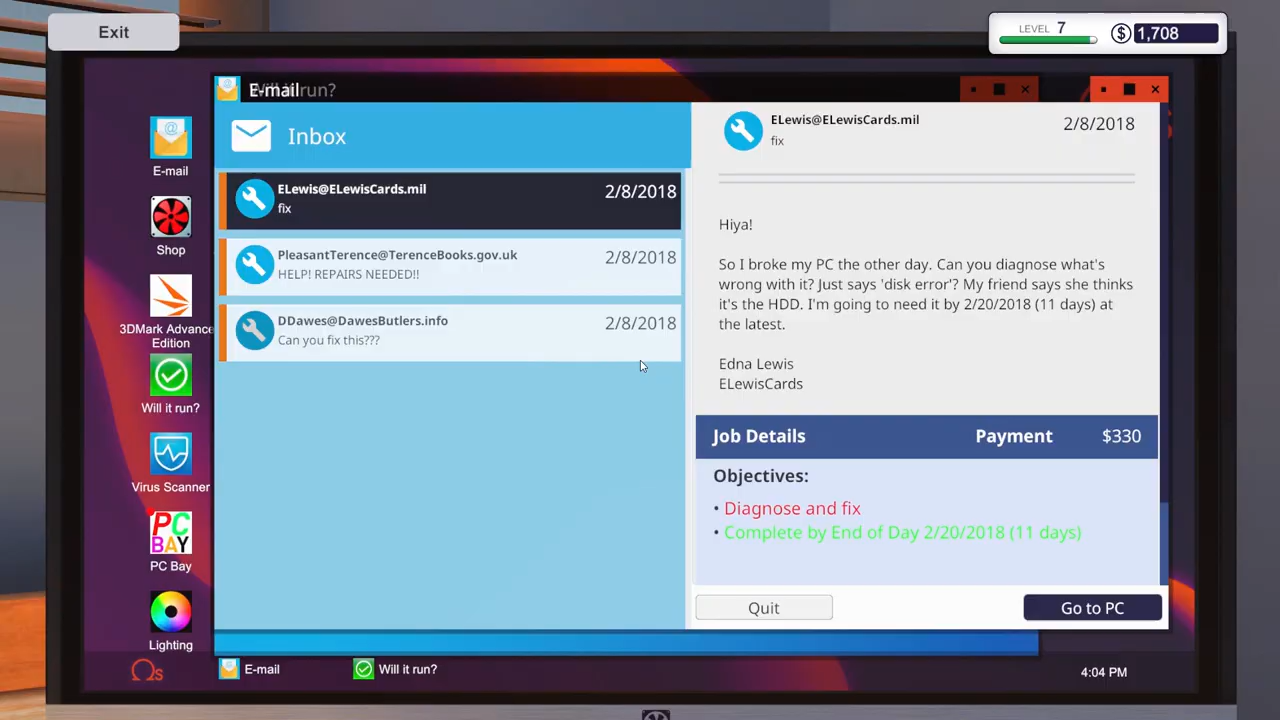 Exit
LEVEL 7
$ 1,708
E-mail
Inbox
ELewis@ELewisCards.mil
fix
2/8/2018
PleasantTerence@TerenceBooks.gov.uk
HELP! REPAIRS NEEDED!!
2/8/2018
DDawes@DawesButlers.info
Can you fix this???
2/8/2018
ELewis@ELewisCards.mil
2/8/2018
fix
Hiya!
So I broke my PC the other day. Can you diagnose what's
wrong with it? Just says 'disk error'? My friend says she thinks
it's the HDD. I'm going to need it by 2/20/2018 (11 days) at
the latest.
Edna Lewis
ELewisCards
Job Details Payment $330
Objectives:
• Diagnose and fix
• Complete by End of Day 2/20/2018 (11 days)
Quit
Go to PC
E-mail
Shop
3DMark Advance
Edition
Will it run?
Virus Scanner
PC
BAY
PC Bay
Lighting
Ωs
E-mail
Will it run?
4:04 PM